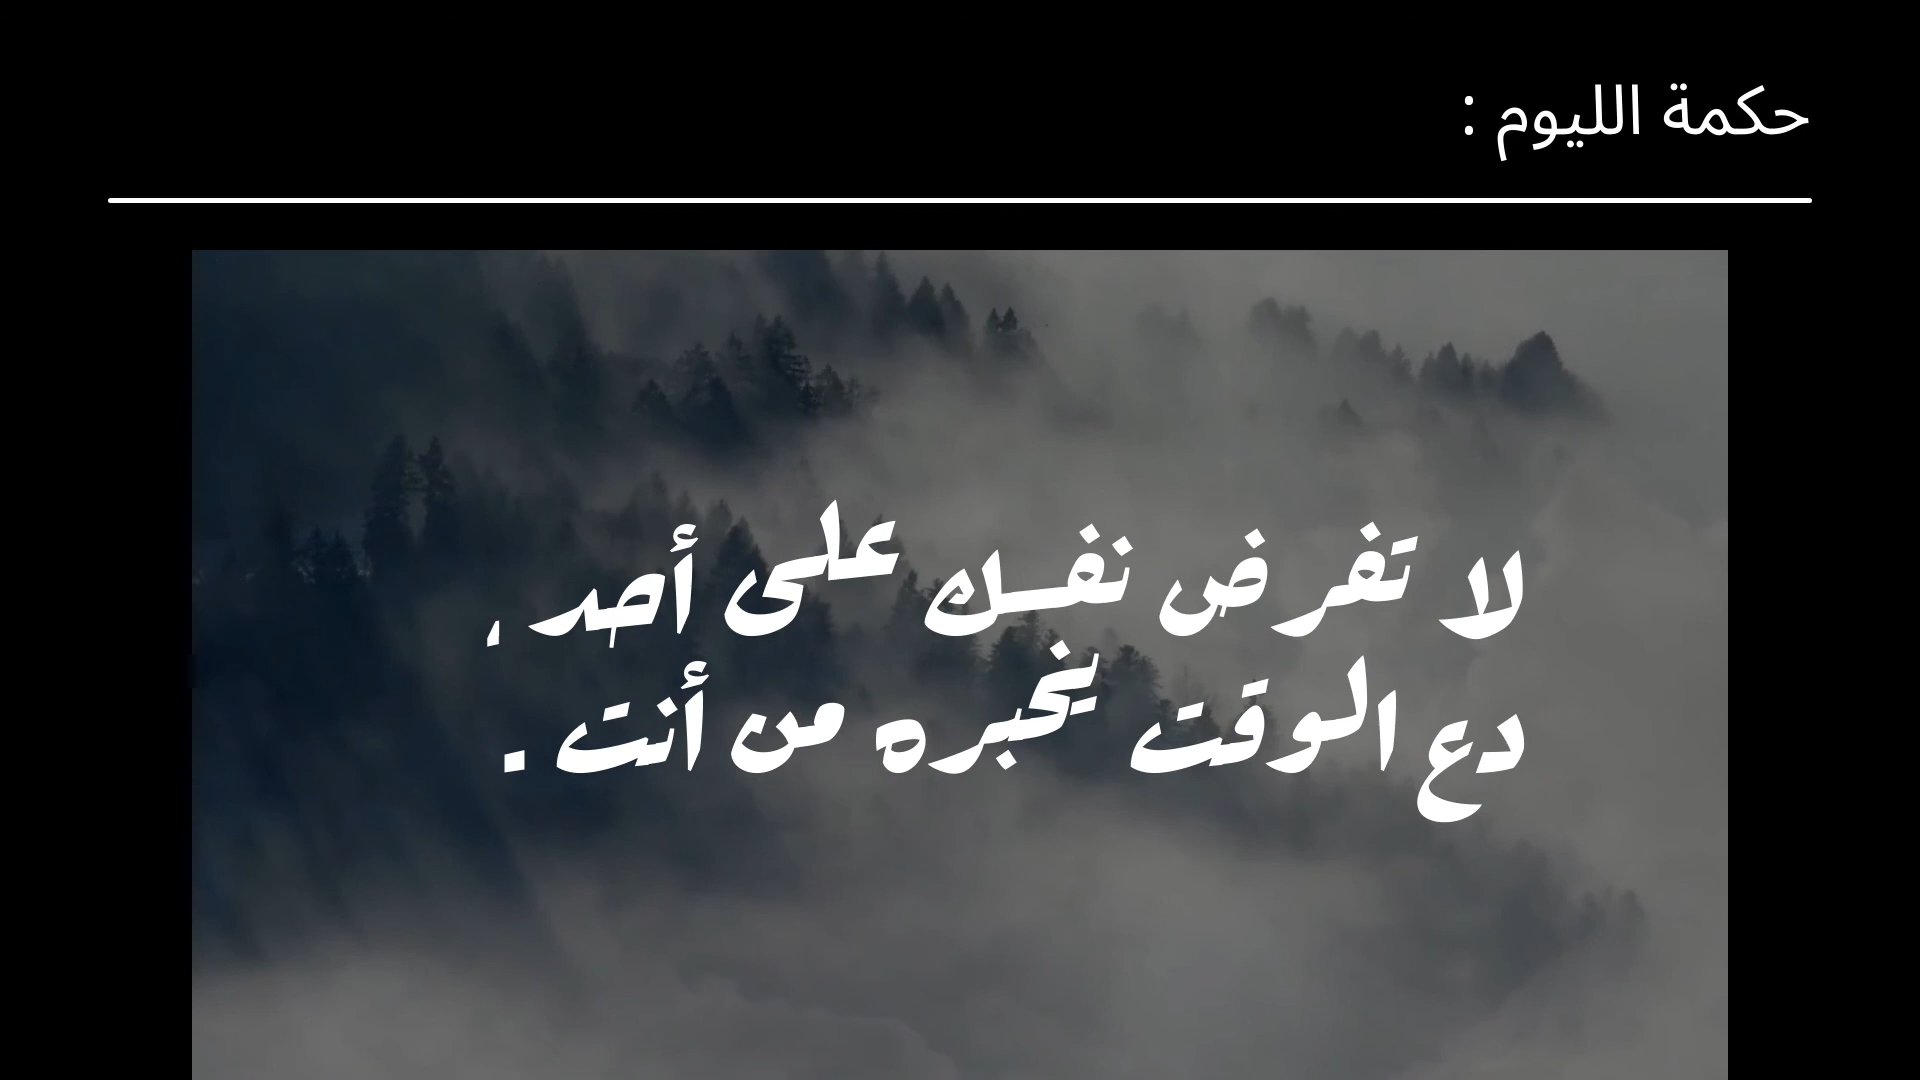 حكمة الليوم :
لا تفرض نفسك على أحد ،
دع الوقت يخبره من أنت .